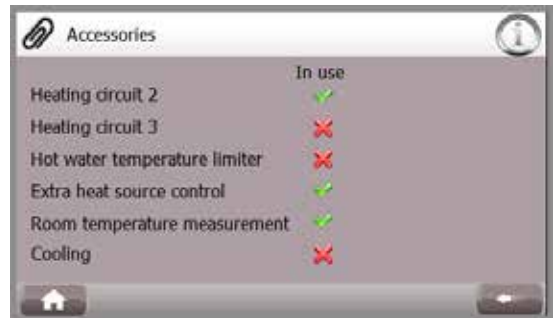 Accessories
In use
Heating circuit 2
Heating circuit 3
Hot water temperature limiter
Extra heat source control
Room temperature measurement
Cooling